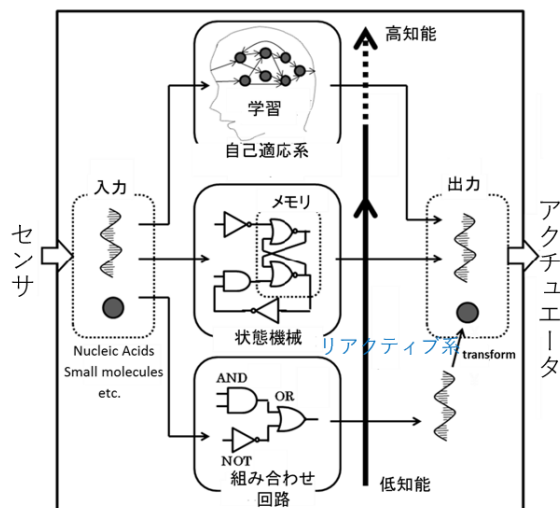 高知能
学習
自己適応系
入力
出力
メモリ
センサ
アクチュエータ
Nucleic Acids
Small molecules
etc.
状態機械
リアクティブ系
transform
AND
OR
NOT
組み合わせ
回路
低知能